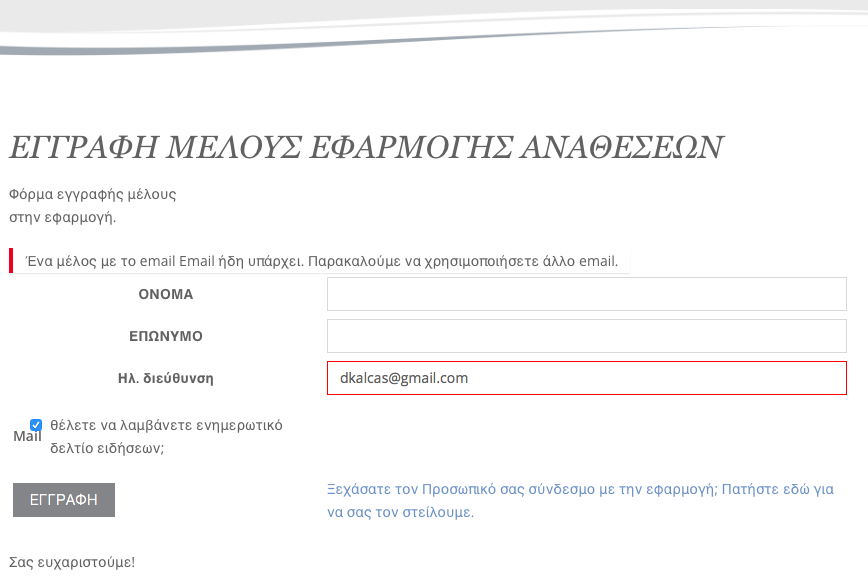 ΕΓΓΡΑΦΗ ΜΕΛΟΥΣ ΕΦΑΡΜΟΓΗΣ ΑΝΑΘΕΣΕΩΝ
Φόρμα εγγραφής μέλους
στην εφαρμογή.
Ένα μέλος με το email Email ήδη υπάρχει. Παρακαλούμε να χρησιμοποιήσετε άλλο email.
ΟΝΟΜΑ
ΕΠΩΝΥΜΟ
Ηλ. διεύθυνση
dkalcas@gmail.com
Mail
θέλετε να λαμβάνετε ενημερωτικό
δελτίο ειδήσεων;
ΕΓΓΡΑΦΗ
Ξεχάσατε τον Προσωπικό σας σύνδεσμο με την εφαρμογή; Πατήστε εδώ για
να σας τον στείλουμε.
Σας ευχαριστούμε!